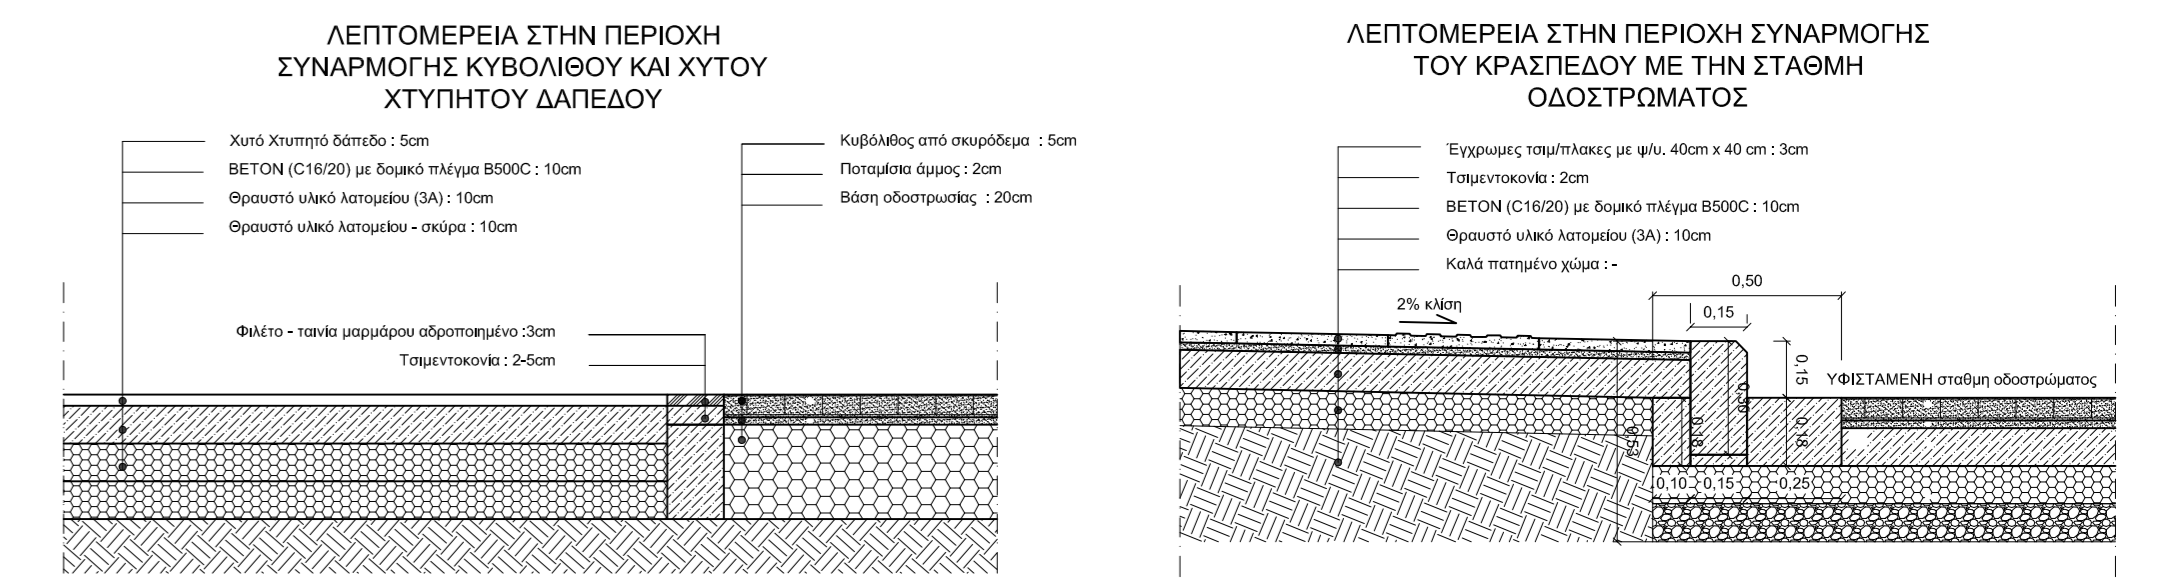 ΛΕΠΤΟΜΕΡΕΙΑ ΣΤΗΝ ΠΕΡΙΟΧΗ
ΣΥΝΑΡΜΟΓΗΣ ΚΥΒΟΛΙΘΟΥ ΚΑΙ ΧΥΤΟΥ
ΧΤΥΠΗΤΟΥ ΔΑΠΕΔΟΥ
Χυτό Χτυπητό δάπεδο : 5cm
ΒΕΤΟΝ (C16/20) με δομικό πλέγμα B500C : 10cm
Θραυστό υλικό λατομείου (3Α) : 10cm
Θραυστό υλικό λατομείου - σκύρα : 10cm
Κυβόλιθος από σκυρόδεμα : 5cm
Ποταμίσια άμμος : 2cm
Βάση οδοστρωσίας : 20cm
Φιλέτο - ταινία μαρμάρου αδροποιημένο :3cm
Τσιμεντοκονία : 2-5cm
ΛΕΠΤΟΜΕΡΕΙΑ ΣΤΗΝ ΠΕΡΙΟΧΗ ΣΥΝΑΡΜΟΓΗΣ
ΤΟΥ ΚΡΑΣΠΕΔΟΥ ΜΕ ΤΗΝ ΣΤΑΘΜΗ
ΟΔΟΣΤΡΩΜΑΤΟΣ
Έγχρωμες τσιμ/πλακες με ψ/υ. 40cm x 40 cm : 3cm
Τσιμεντοκονία : 2cm
ΒΕΤΟΝ (C16/20) με δομικό πλέγμα B500C : 10cm
Θραυστό υλικό λατομείου (3Α) : 10cm
Καλά πατημένο χώμα : -
0,50
2% κλίση
0,15
0,15
ΥΦΙΣΤΑΜΕΝΗ σταθμη οδοστρώματος
0,30
0,18
0,18
0,53
0,10
0,15
0,25